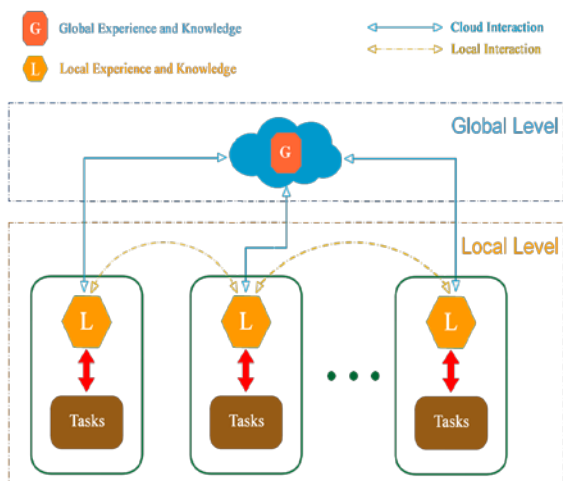 G Global Experience and Knowledge
Cloud Interaction
L Local Experience and Knowledge
Local Interaction
Global Level
G
Local Level
L L L
Tasks Tasks Tasks